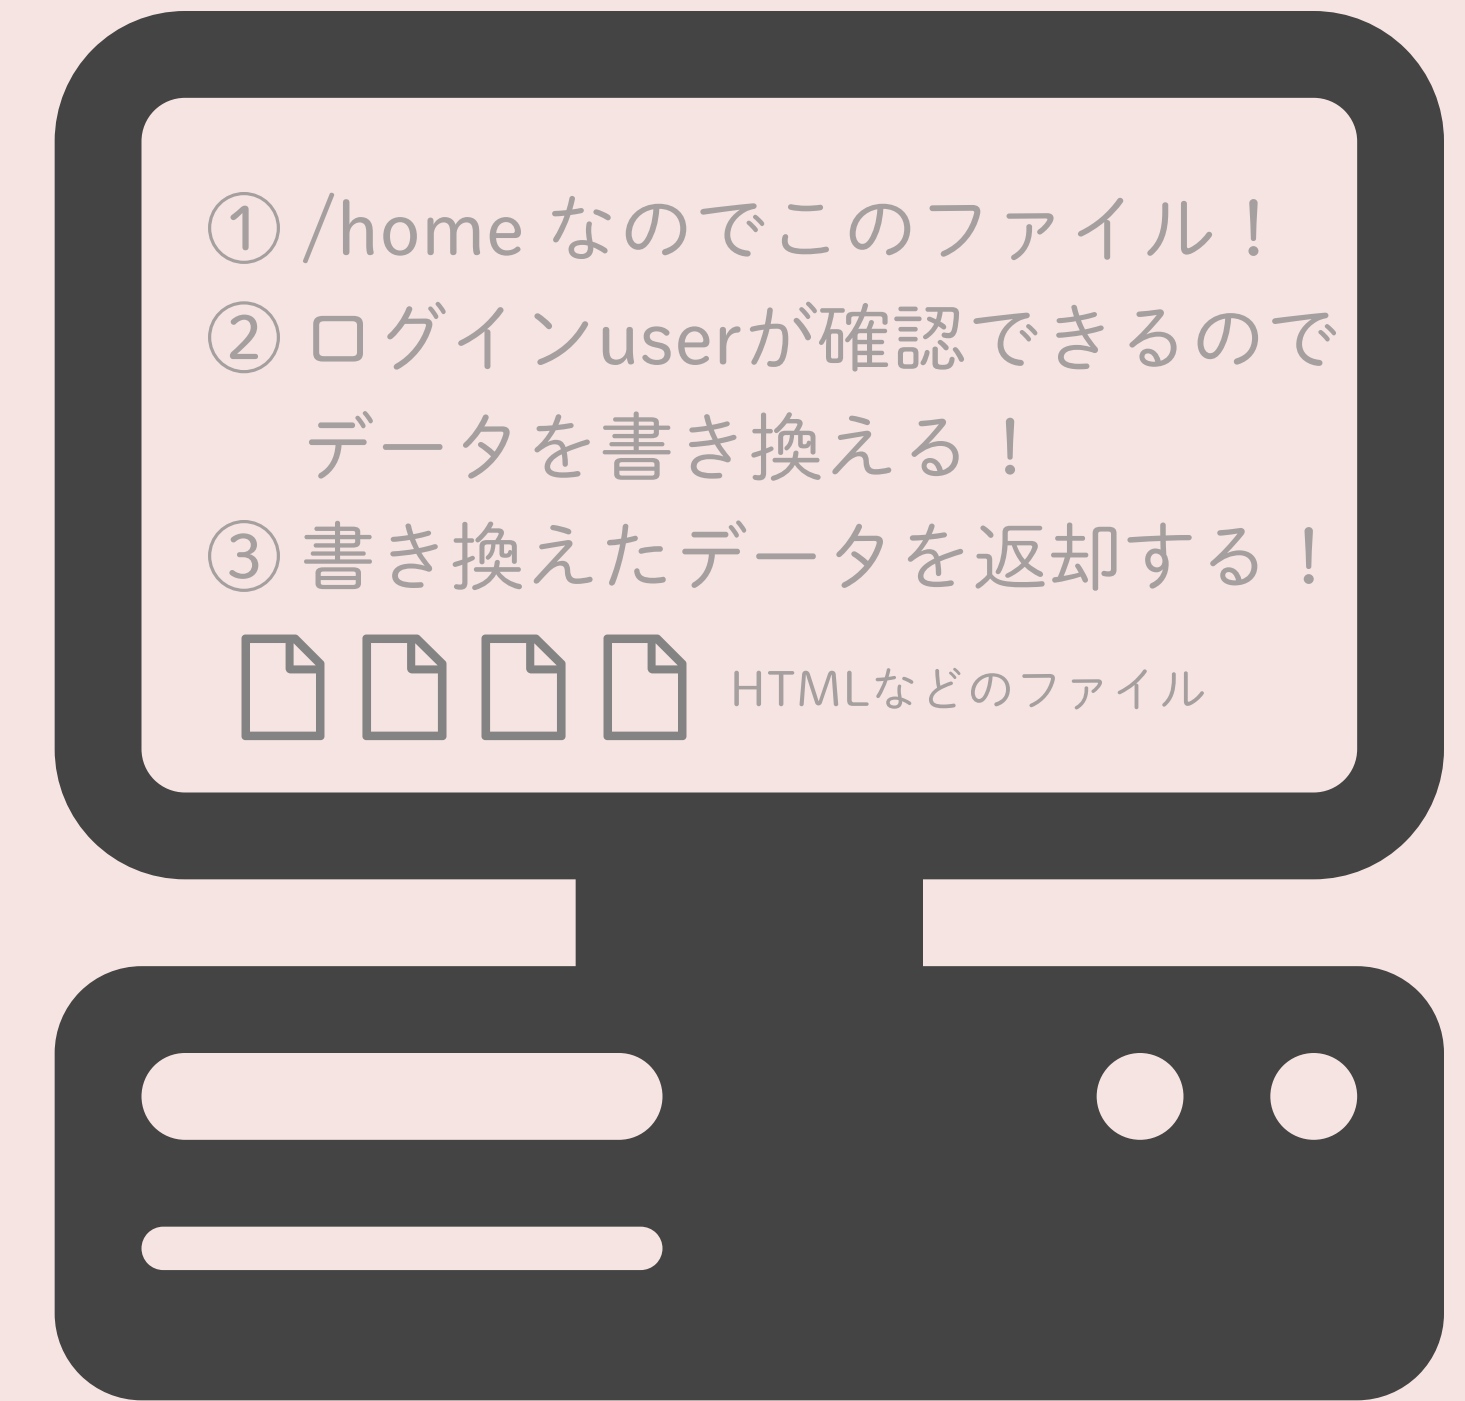 ① /home なのでこのファイル！
② ログインuserが確認できるので
データを書き換える！
③ 書き換えたデータを返却する！
HTMLなどのファイル